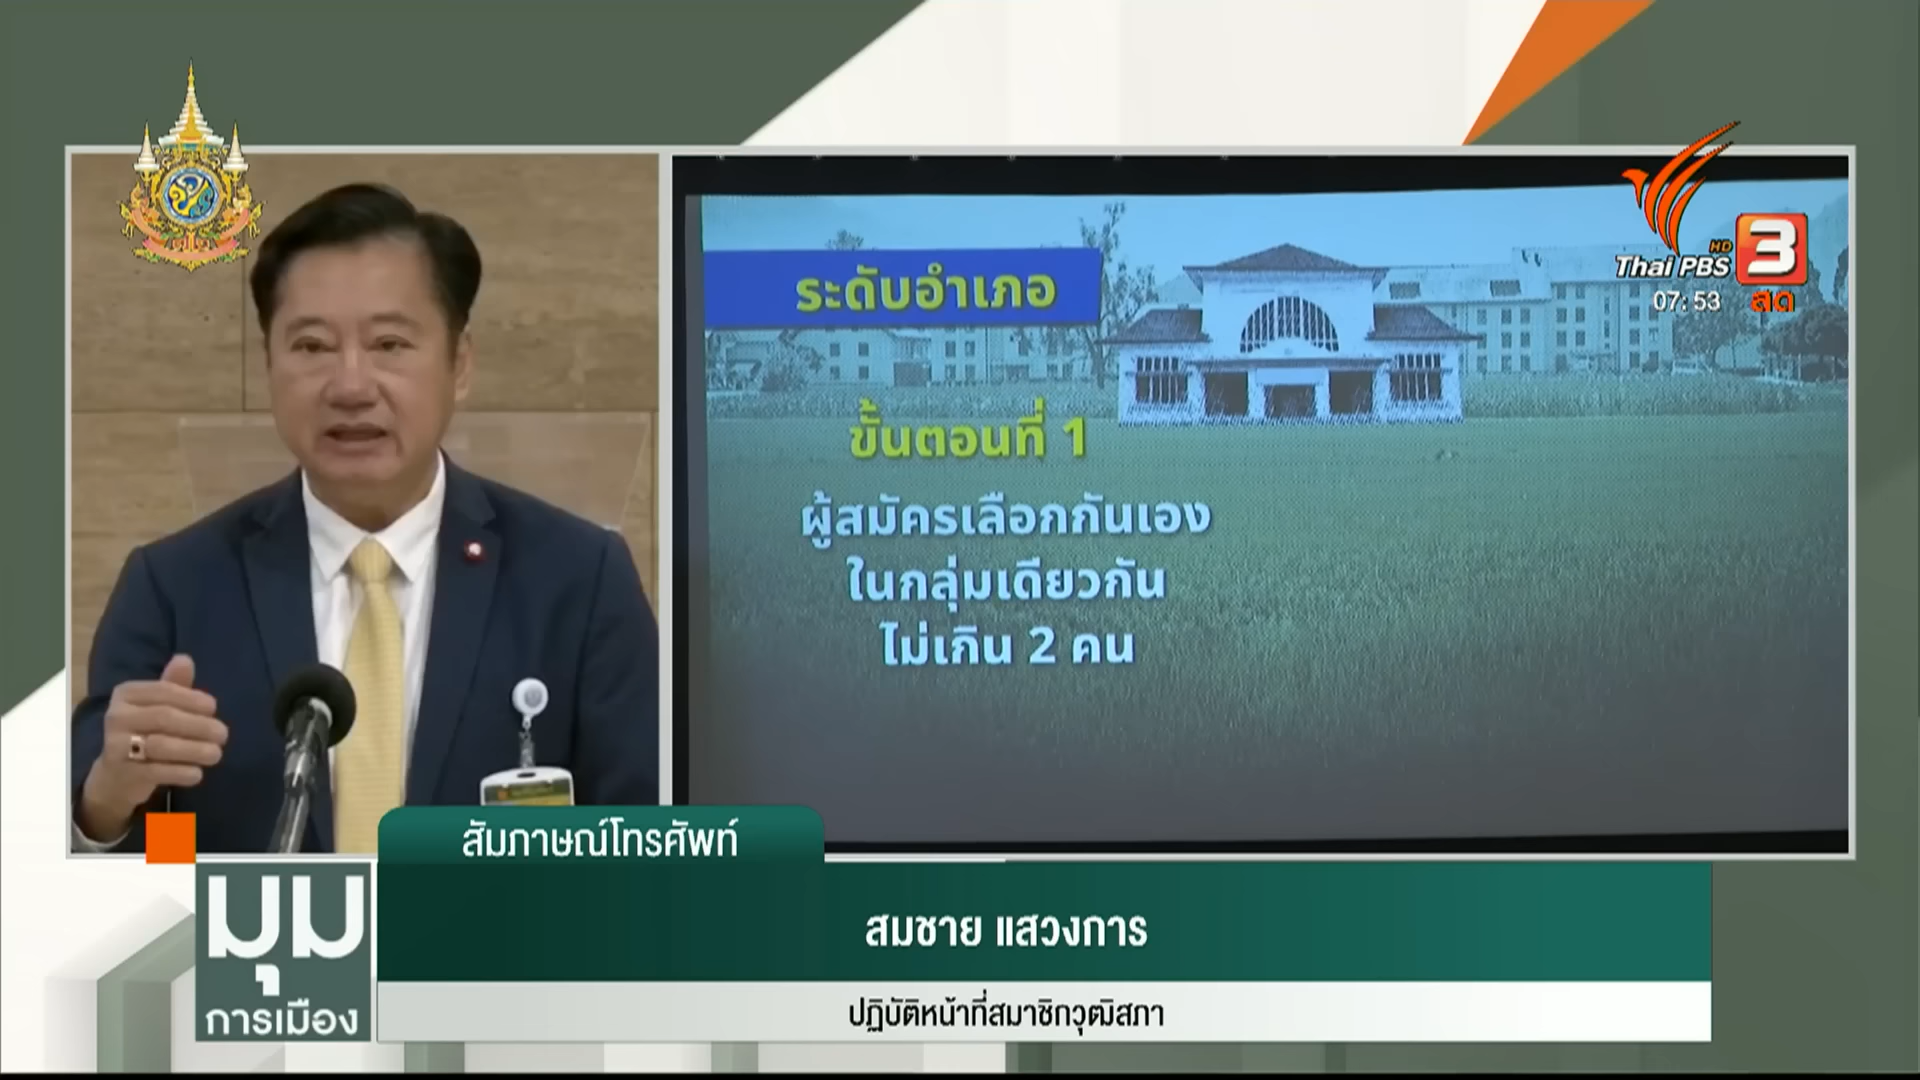 Thai PBS
HD
3
07: 53
สด
ระดับอำเภอ
ขั้นตอนที่ 1
ผู้สมัครเลือกกันเอง
ในกลุ่มเดียวกัน
ไม่เกิน 2 คน
สัมภาษณ์โทรศัพท์
มุม
การเมือง
สมชาย แสวงการ
ปฏิบัติหน้าที่สมาชิกวุฒิสภา